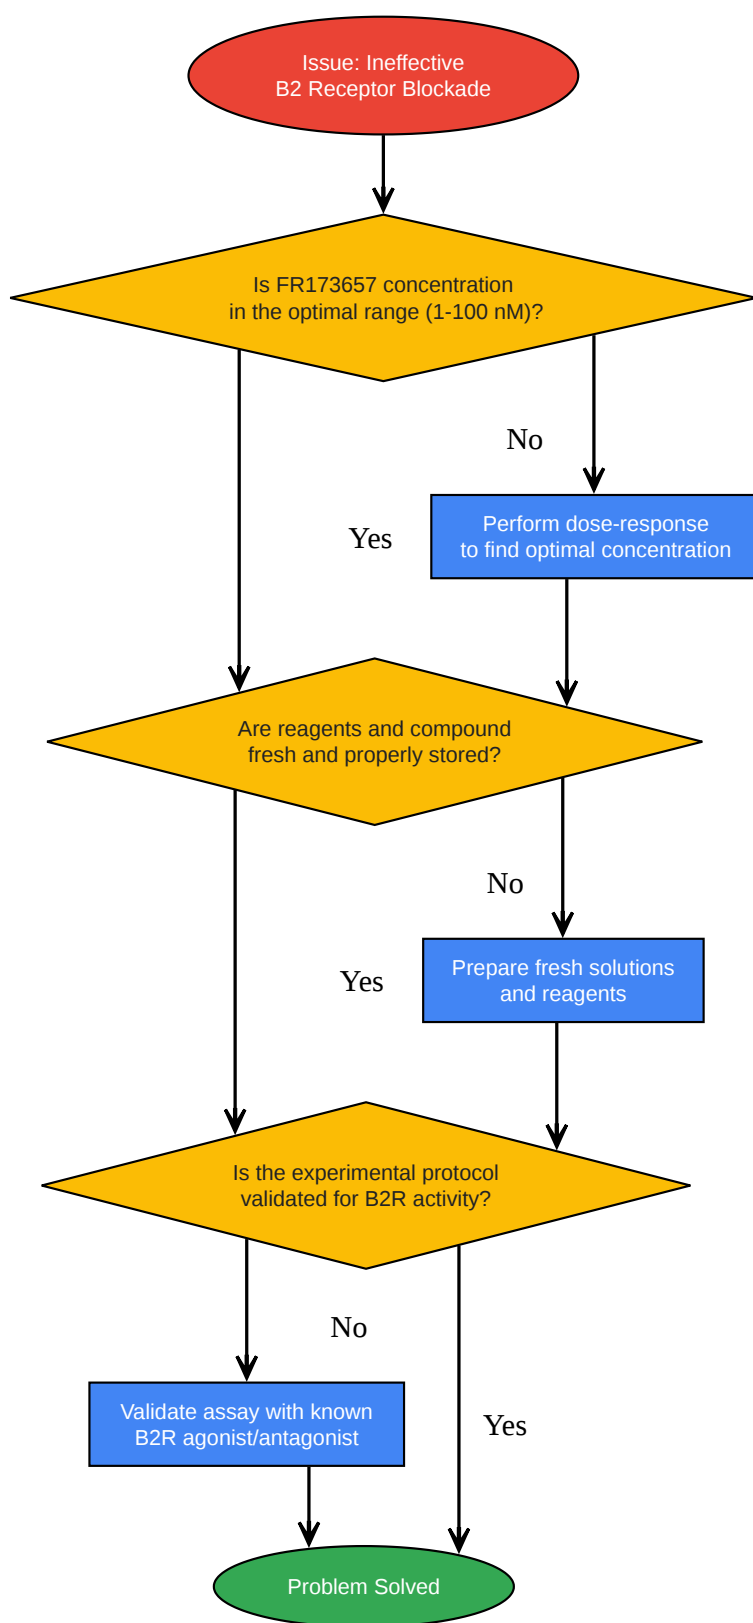 Issue: Ineffective
B2 Receptor Blockade
Is FR173657 concentration
in the optimal range (1-100 nM)?
No
Perform dose-response
to find optimal concentration
Yes
Are reagents and compound
fresh and properly stored?
No
Prepare fresh solutions
and reagents
Yes
Is the experimental protocol
validated for B2R activity?
No
Validate assay with known
B2R agonist/antagonist
Yes
Problem Solved